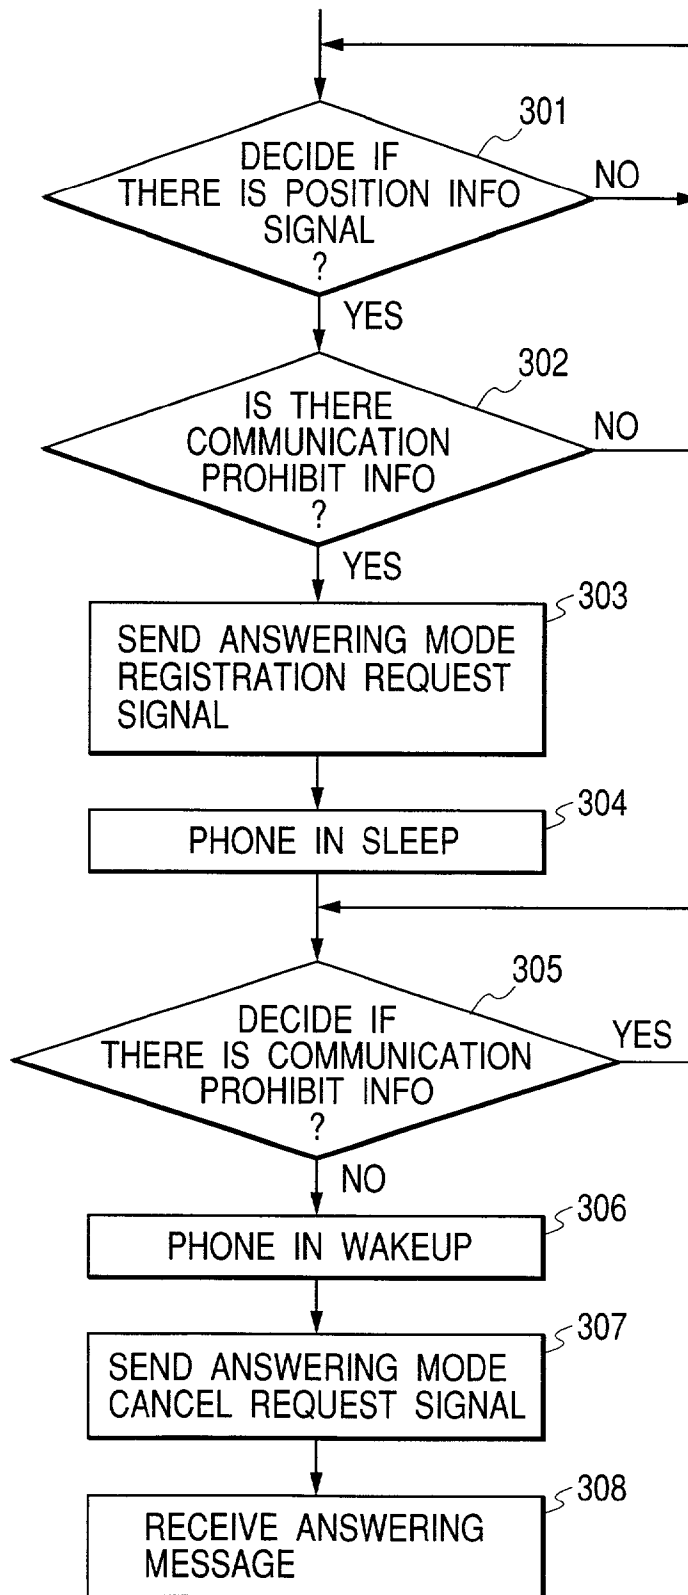 301
DECIDE IF
THERE IS POSITION INFO
SIGNAL
?
NO
YES
302
IS THERE
COMMUNICATION
PROHIBIT INFO
?
NO
YES
303
SEND ANSWERING MODE
REGISTRATION REQUEST
SIGNAL
304
PHONE IN SLEEP
305
DECIDE IF
THERE IS COMMUNICATION
PROHIBIT INFO
?
YES
NO
306
PHONE IN WAKEUP
307
SEND ANSWERING MODE
CANCEL REQUEST SIGNAL
308
RECEIVE ANSWERING
MESSAGE